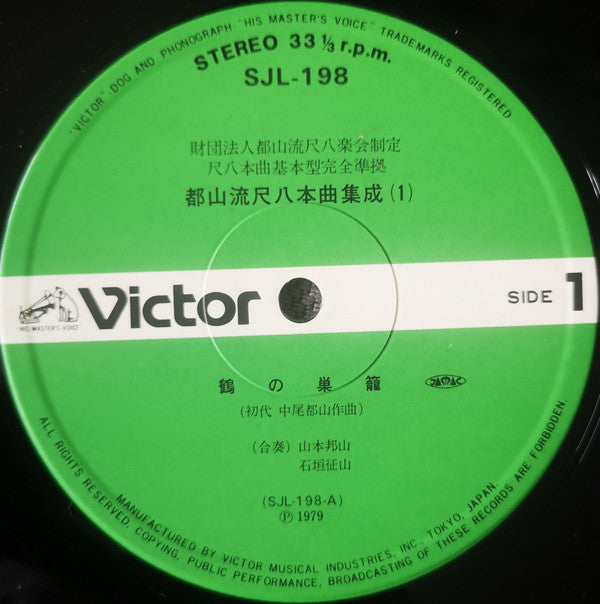 "VICTOR"-DOG AND PHONOGRAPH-"HIS MASTER'S VOICE" TRADEMARKS REGISTERED
STEREO 33 1/3 r.p.m.
SJL-198
財団法人都山流尺八楽会制定
尺八本曲基本型完全準拠
都山流尺八本曲集成(1)
"HIS MASTER'S VOICE"
Victor
SIDE 1
鶴の巣籠
JASRAC
(初代 中尾都山作曲)
(合奏) 山本邦山
石垣征山
(SJL-198-A)
Ⓟ 1979
ALL RIGHTS RESERVED. COPYING, PUBLIC PERFORMANCE, BROADCASTING OF THESE RECORDS ARE FORBIDDEN.
MANUFACTURED BY VICTOR MUSICAL INDUSTRIES, INC., TOKYO, JAPAN.